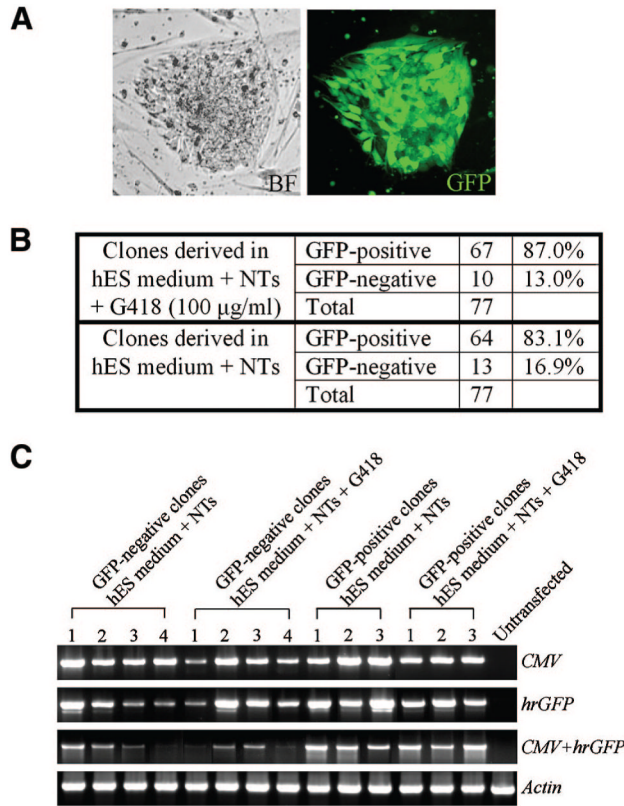 A
BF
GFP
B
Clones derived in
hES medium + NTs
+ G418 (100 µg/ml)
GFP-positive 67 87.0%
GFP-negative 10 13.0%
Total 77
Clones derived in
hES medium + NTs
GFP-positive 64 83.1%
GFP-negative 13 16.9%
Total 77
C
GFP-negative clones
hES medium + NTs
GFP-negative clones
hES medium + NTs + G418
GFP-positive clones
hES medium + NTs
GFP-positive clones
hES medium + NTs + G418
Untransfected
1 2 3 4 1 2 3 4 1 2 3 1 2 3
CMV
hrGFP
CMV+hrGFP
Actin